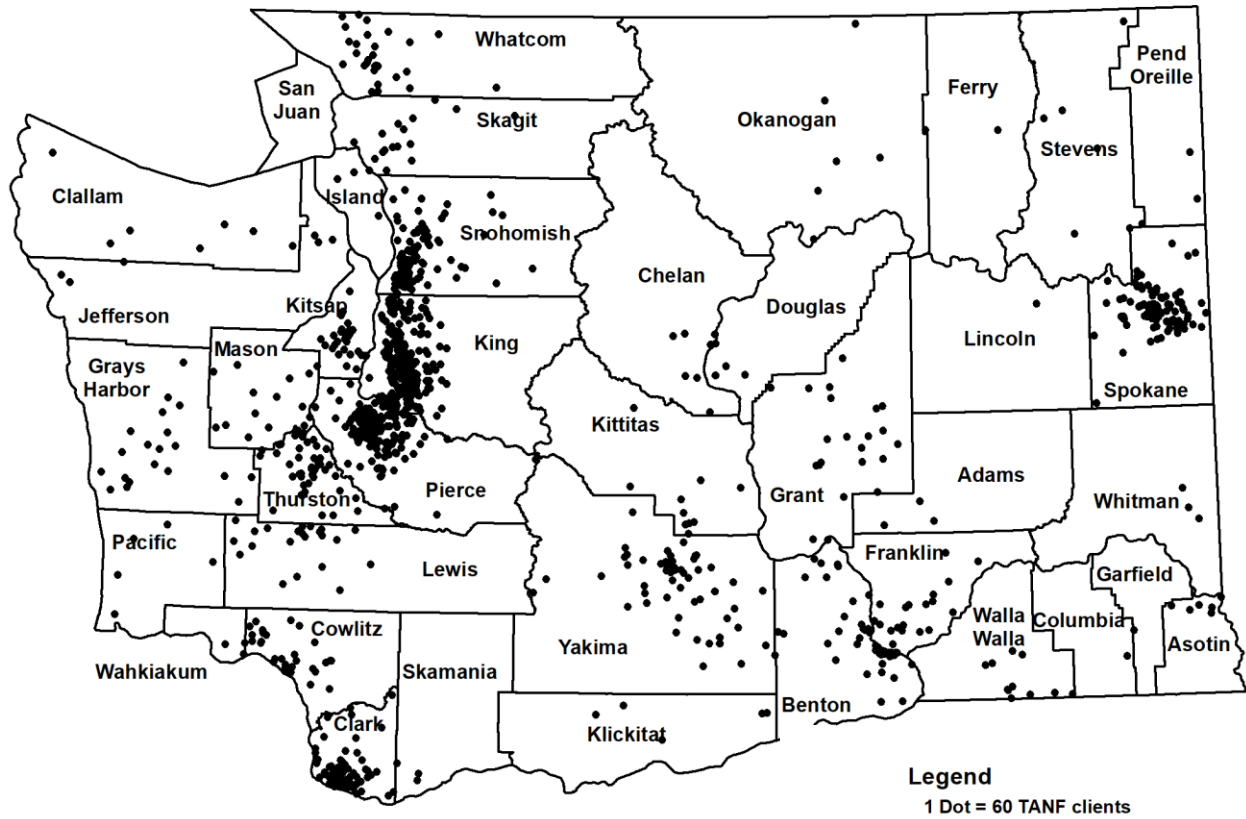 Whatcom
Pend
Oreille
San
Juan
Ferry
Skagit
Okanogan
Stevens
Clallam
Island
Snohomish
Chelan
Kitsap
Douglas
Jefferson
King
Lincoln
Mason
Grays
Harbor
Spokane
Kittitas
Adams
Pierce
Grant
Thurston
Whitman
Pacific
Franklin
Lewis
Garfield
Walla
Walla
Columbia
Cowlitz
Yakima
Asotin
Wahkiakum
Skamania
Benton
Clark
Klickitat
Legend
1 Dot = 60 TANF clients